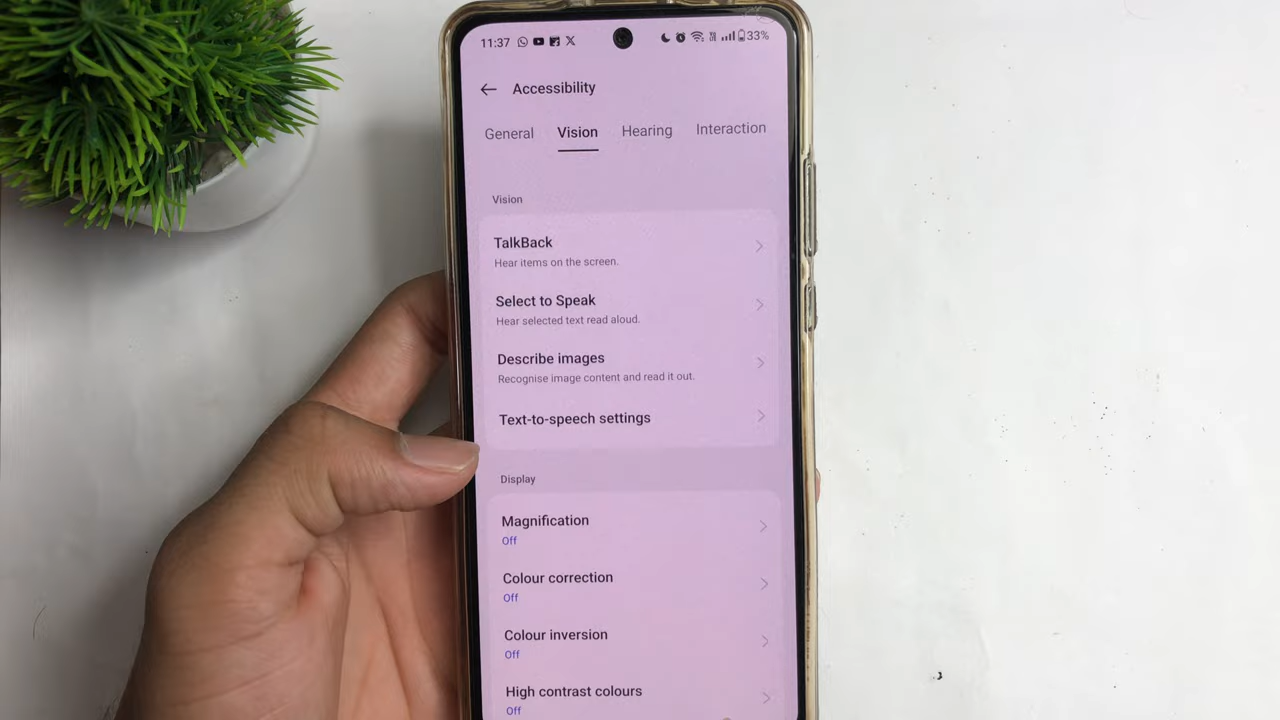 11:37 33%
Accessibility
General Vision Hearing Interaction
Vision
TalkBack
Hear items on the screen.
Select to Speak
Hear selected text read aloud.
Describe images
Recognise image content and read it out.
Text-to-speech settings
Display
Magnification
Off
Colour correction
Off
Colour inversion
Off
High contrast colours
Off